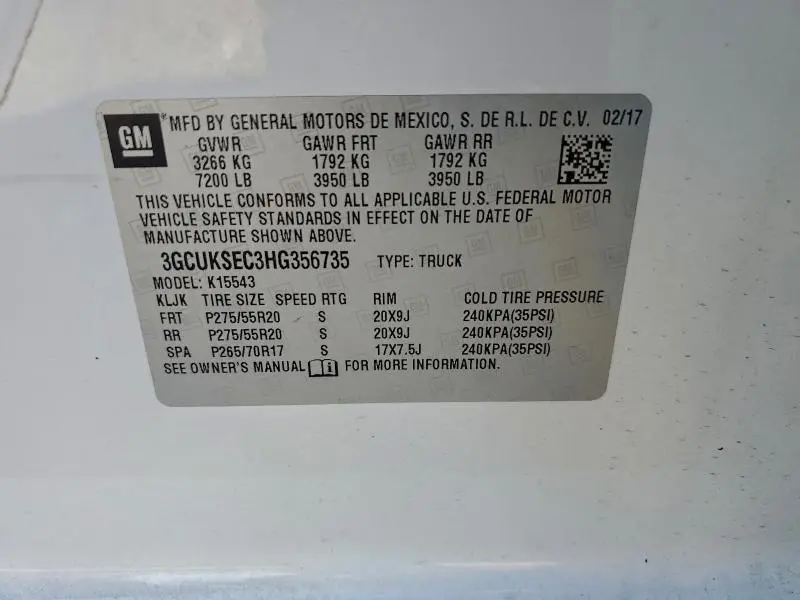 GM *MFD BY GENERAL MOTORS DE MEXICO, S. DE R.L. DE C.V. 02/17
GVWR GAWR FRT GAWR RR
3266 KG 1792 KG 1792 KG
7200 LB 3950 LB 3950 LB
THIS VEHICLE CONFORMS TO ALL APPLICABLE U.S. FEDERAL MOTOR
VEHICLE SAFETY STANDARDS IN EFFECT ON THE DATE OF
MANUFACTURE SHOWN ABOVE.
3GCUKSEC3HG356735 TYPE: TRUCK
MODEL: K15543
KLJK TIRE SIZE SPEED RTG RIM COLD TIRE PRESSURE
FRT P275/55R20 S 20X9J 240KPA(35PSI)
RR P275/55R20 S 20X9J 240KPA(35PSI)
SPA P265/70R17 S 17X7.5J 240KPA(35PSI)
SEE OWNER'S MANUAL FOR MORE INFORMATION.